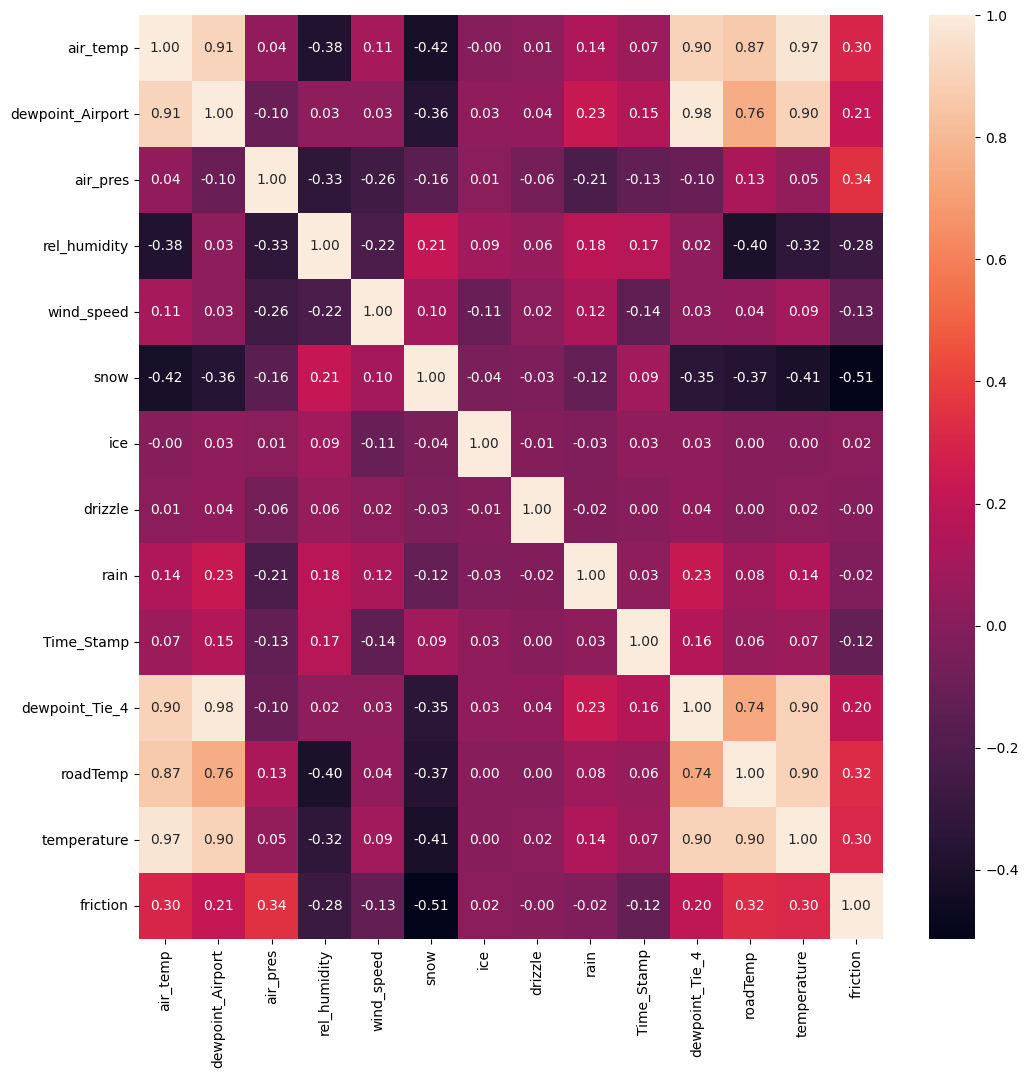 air_temp 1.00 0.91 0.04 -0.38 0.11 -0.42 -0.00 0.01 0.14 0.07 0.90 0.87 0.97 0.30
dewpoint_Airport 0.91 1.00 -0.10 0.03 0.03 -0.36 0.03 0.04 0.23 0.15 0.98 0.76 0.90 0.21
air_pres 0.04 -0.10 1.00 -0.33 -0.26 -0.16 0.01 -0.06 -0.21 -0.13 -0.10 0.13 0.05 0.34
rel_humidity -0.38 0.03 -0.33 1.00 -0.22 0.21 0.09 0.06 0.18 0.17 0.02 -0.40 -0.32 -0.28
wind_speed 0.11 0.03 -0.26 -0.22 1.00 0.10 -0.11 0.02 0.12 -0.14 0.03 0.04 0.09 -0.13
snow -0.42 -0.36 -0.16 0.21 0.10 1.00 -0.04 -0.03 -0.12 0.09 -0.35 -0.37 -0.41 -0.51
ice -0.00 0.03 0.01 0.09 -0.11 -0.04 1.00 -0.01 -0.03 0.03 0.03 0.00 0.00 0.02
drizzle 0.01 0.04 -0.06 0.06 0.02 -0.03 -0.01 1.00 -0.02 0.00 0.04 0.00 0.02 -0.00
rain 0.14 0.23 -0.21 0.18 0.12 -0.12 -0.03 -0.02 1.00 0.03 0.23 0.08 0.14 -0.02
Time_Stamp 0.07 0.15 -0.13 0.17 -0.14 0.09 0.03 0.00 0.03 1.00 0.16 0.06 0.07 -0.12
dewpoint_Tie_4 0.90 0.98 -0.10 0.02 0.03 -0.35 0.03 0.04 0.23 0.16 1.00 0.74 0.90 0.20
roadTemp 0.87 0.76 0.13 -0.40 0.04 -0.37 0.00 0.00 0.08 0.06 0.74 1.00 0.90 0.32
temperature 0.97 0.90 0.05 -0.32 0.09 -0.41 0.00 0.02 0.14 0.07 0.90 0.90 1.00 0.30
friction 0.30 0.21 0.34 -0.28 -0.13 -0.51 0.02 -0.00 -0.02 -0.12 0.20 0.32 0.30 1.00
air_temp
dewpoint_Airport
air_pres
rel_humidity
wind_speed
snow
ice
drizzle
rain
Time_Stamp
dewpoint_Tie_4
roadTemp
temperature
friction
1.0
0.8
0.6
0.4
0.2
0.0
−0.2
−0.4